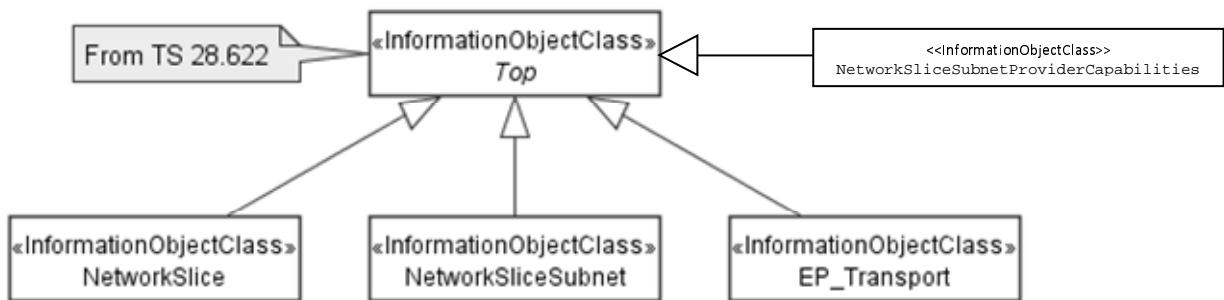 From TS 28.622
«InformationObjectClass»
Top
<<InformationObjectClass>>
NetworkSliceSubnetProviderCapabilities
«InformationObjectClass»
NetworkSlice
«InformationObjectClass»
NetworkSliceSubnet
«InformationObjectClass»
EP_Transport